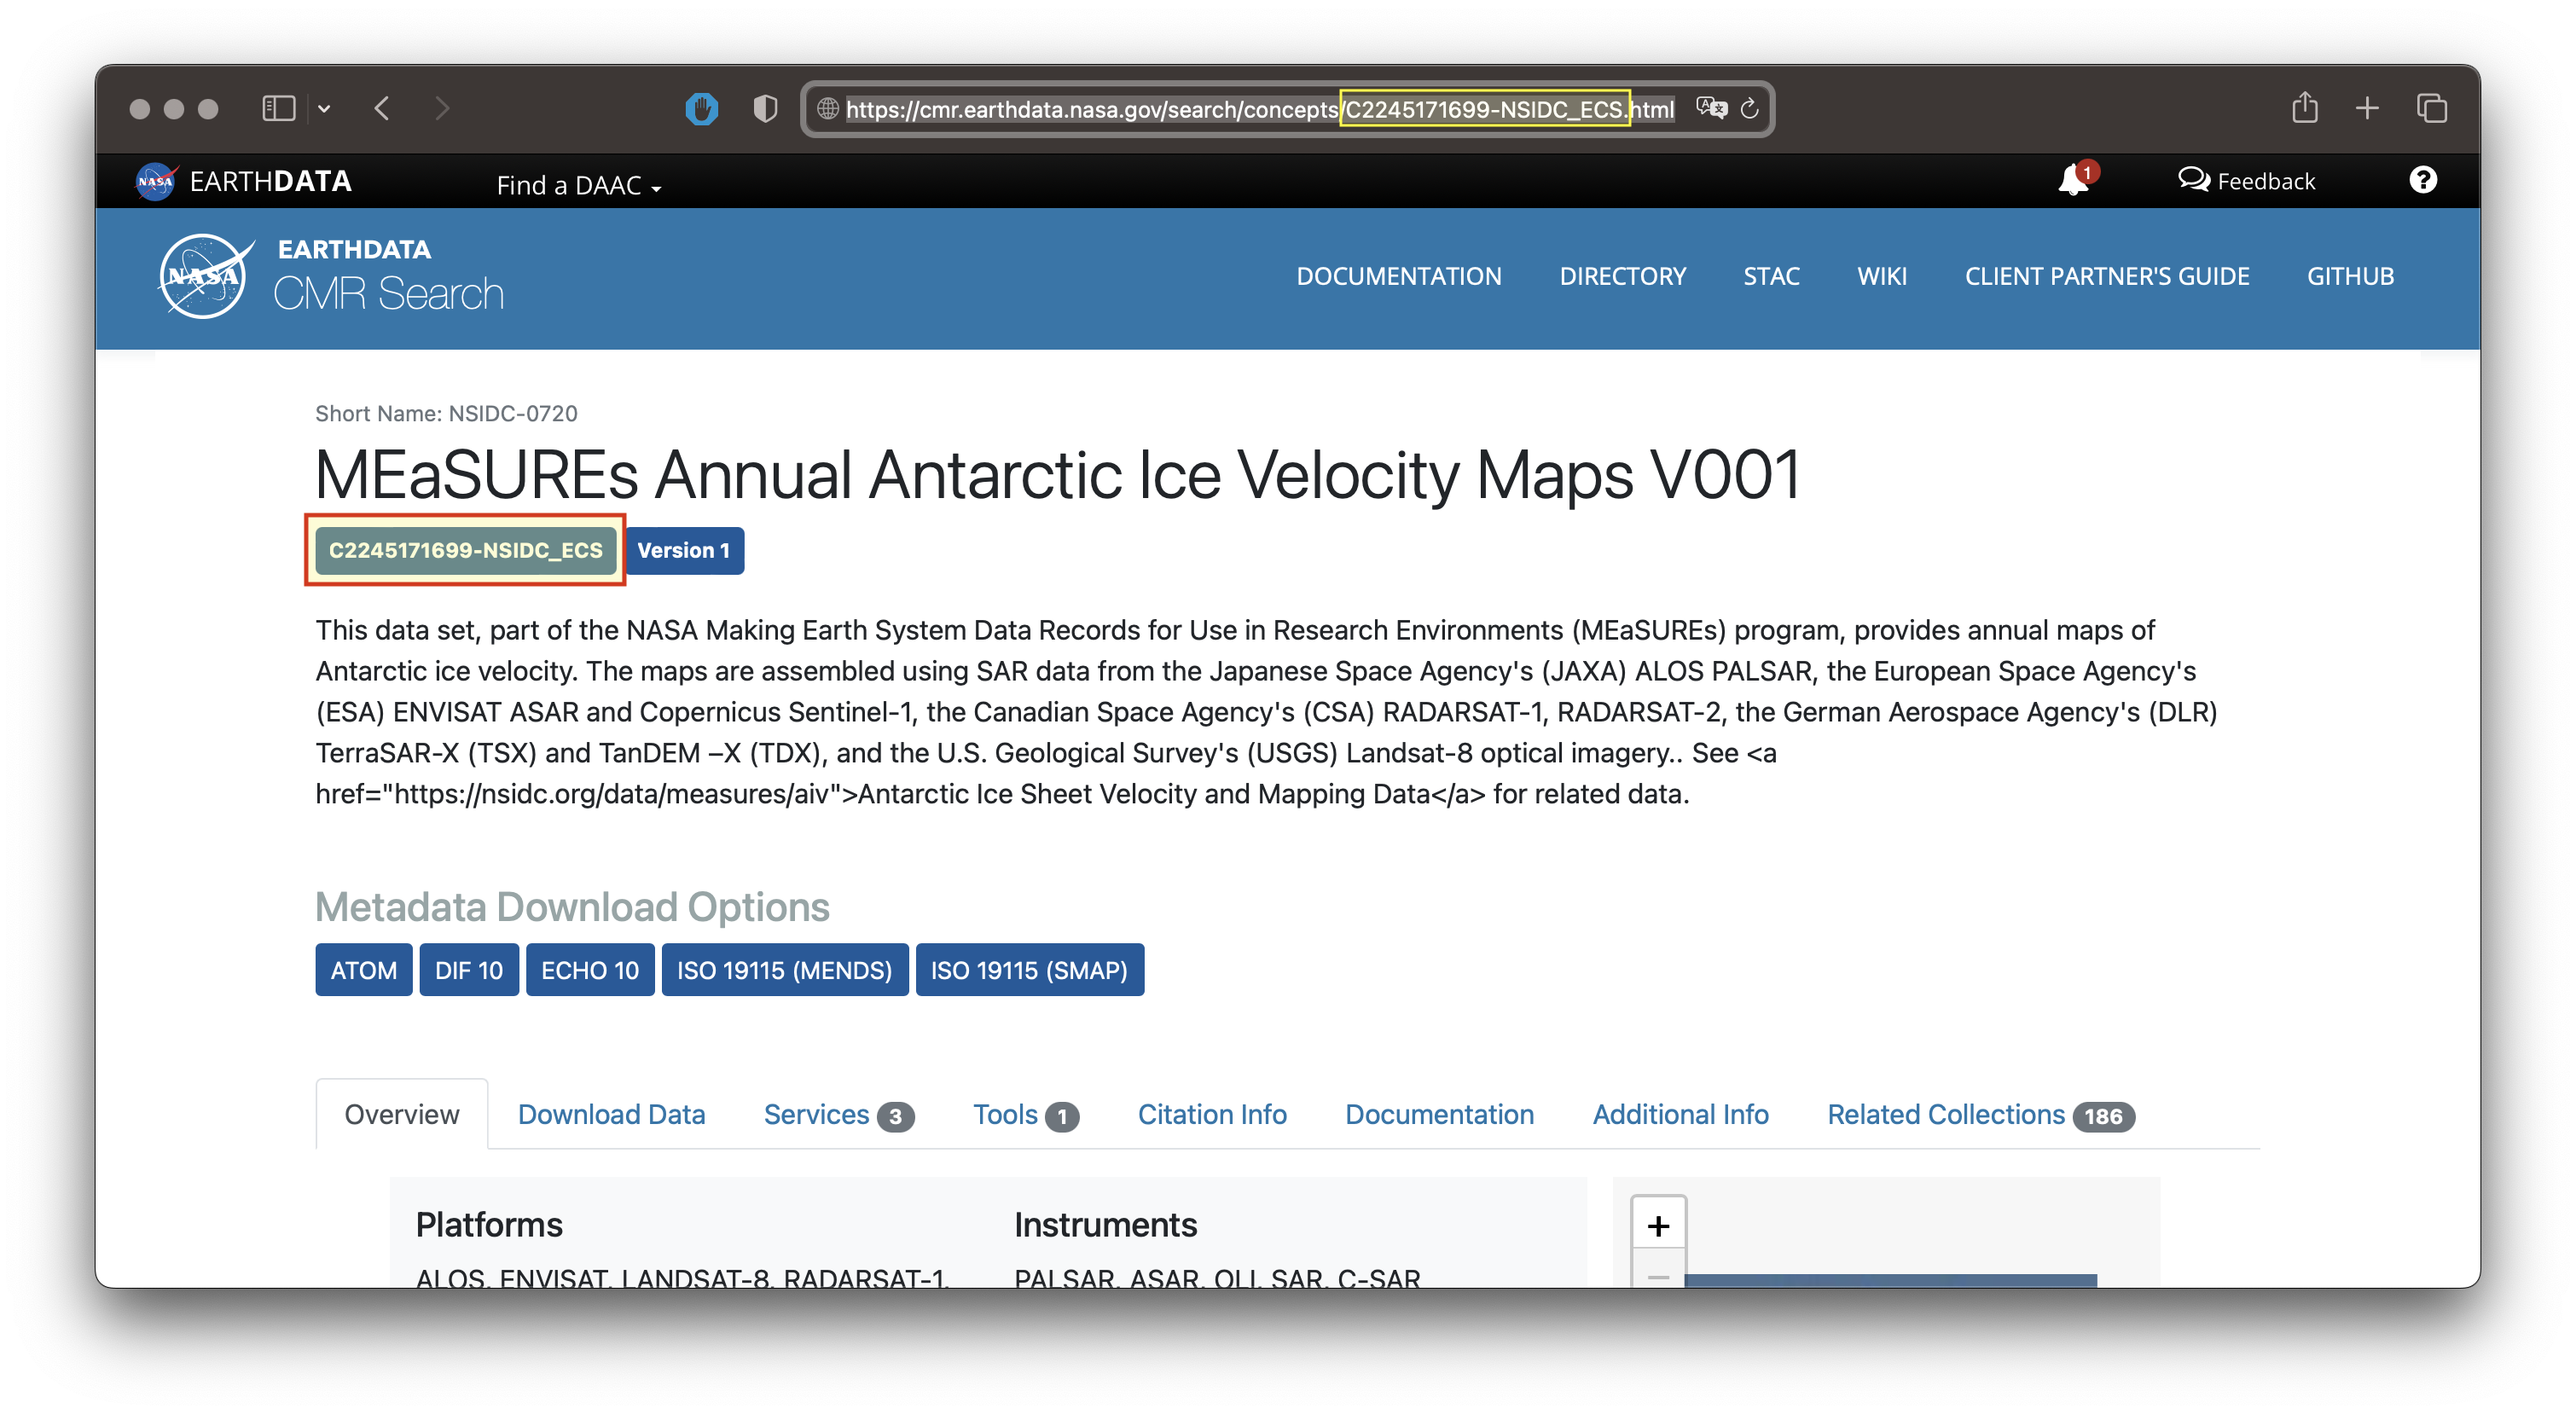 https://cmr.earthdata.nasa.gov/search/concepts/C2245171699-NSIDC_ECS.html
NASA EARTHDATA Find a DAAC 1 Feedback ?
NASA EARTHDATA
CMR Search
DOCUMENTATION DIRECTORY STAC WIKI CLIENT PARTNER'S GUIDE GITHUB
Short Name: NSIDC-0720
MEaSUREs Annual Antarctic Ice Velocity Maps V001
C2245171699-NSIDC_ECS Version 1
This data set, part of the NASA Making Earth System Data Records for Use in Research Environments (MEaSUREs) program, provides annual maps of
Antarctic ice velocity. The maps are assembled using SAR data from the Japanese Space Agency's (JAXA) ALOS PALSAR, the European Space Agency's
(ESA) ENVISAT ASAR and Copernicus Sentinel-1, the Canadian Space Agency's (CSA) RADARSAT-1, RADARSAT-2, the German Aerospace Agency's (DLR)
TerraSAR-X (TSX) and TanDEM –X (TDX), and the U.S. Geological Survey's (USGS) Landsat-8 optical imagery.. See <a
href="https://nsidc.org/data/measures/aiv">Antarctic Ice Sheet Velocity and Mapping Data</a> for related data.
Metadata Download Options
ATOM DIF 10 ECHO 10 ISO 19115 (MENDS) ISO 19115 (SMAP)
Overview Download Data Services 3 Tools 1 Citation Info Documentation Additional Info Related Collections 186
Platforms Instruments +
ALOS, ENVISAT, LANDSAT-8, RADARSAT-1, PALSAR, ASAR, OLI, SAR, C-SAR −